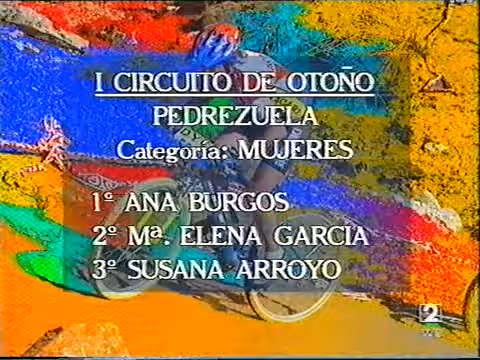 I CIRCUITO DE OTOÑO
PEDREZUELA
Categoría: MUJERES
1º ANA BURGOS
2º Mª. ELENA GARCIA
3º SUSANA ARROYO
2